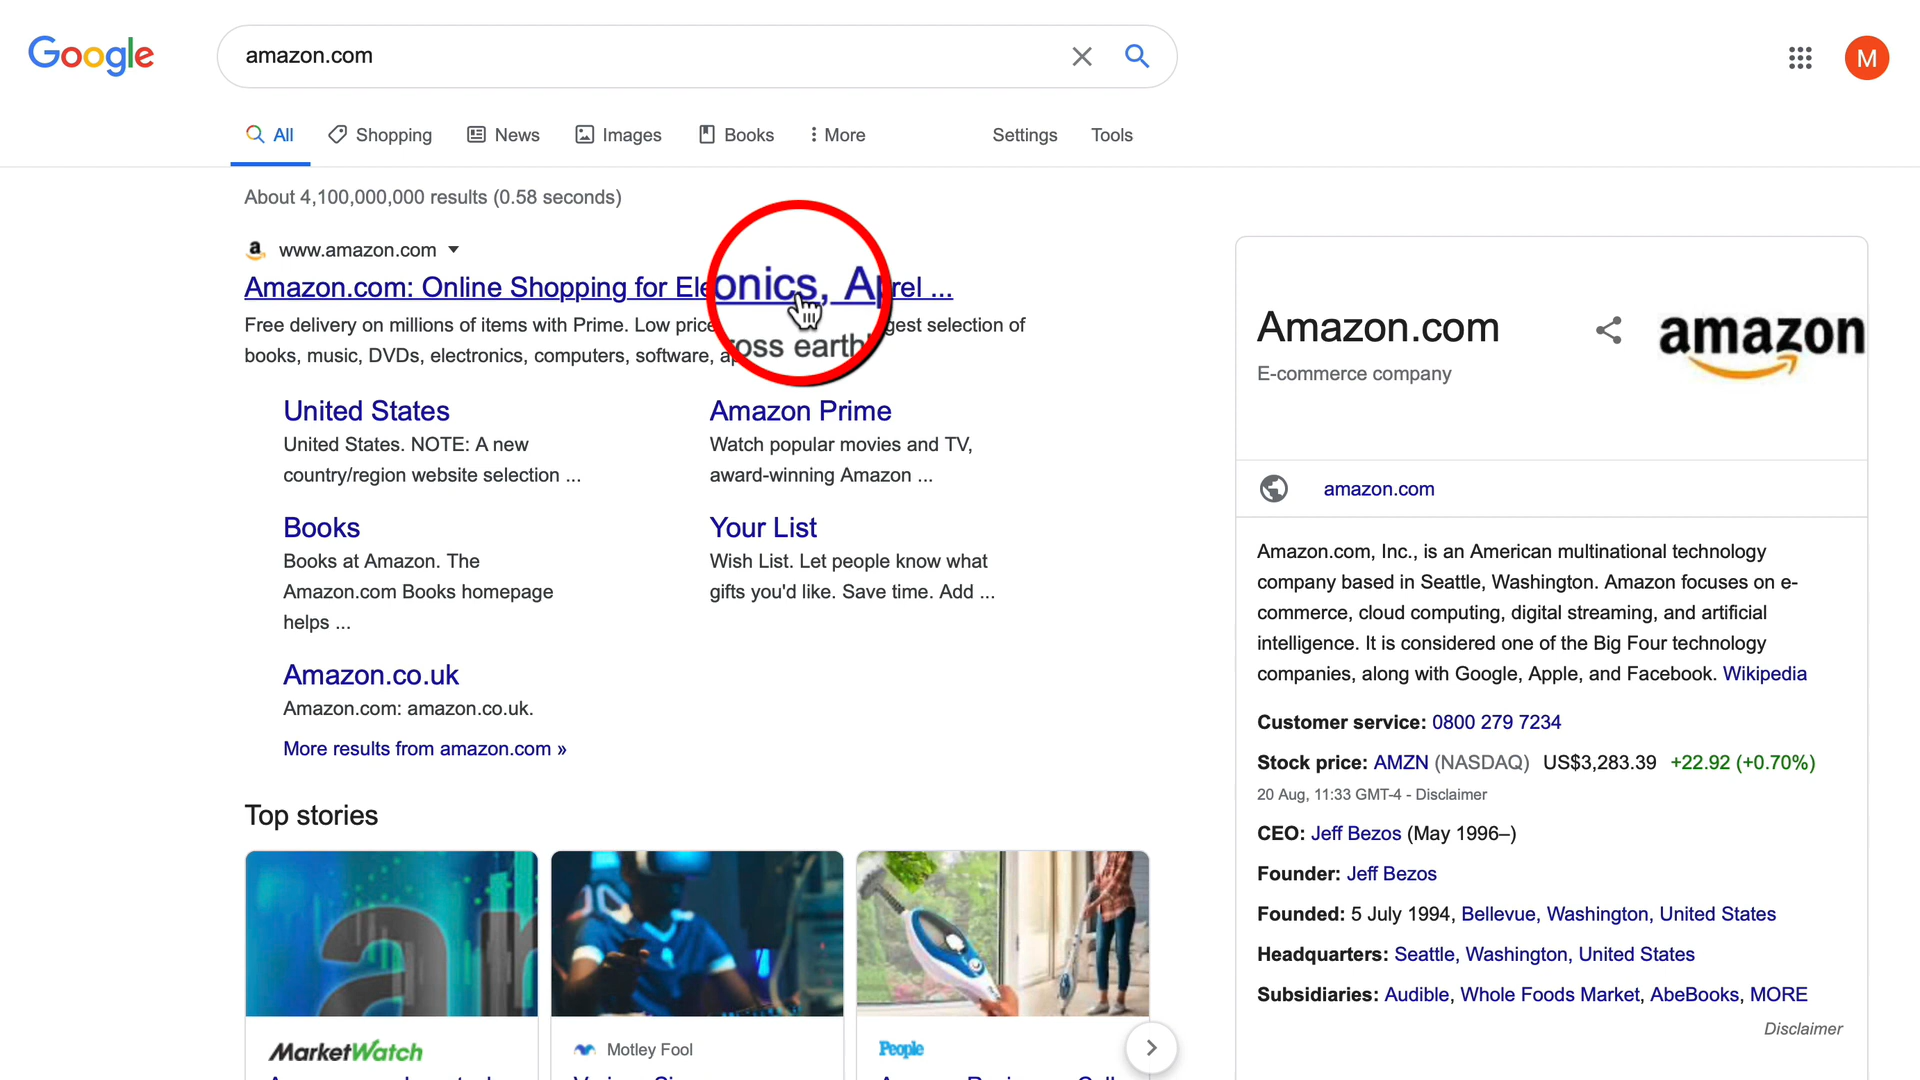 Google
amazon.com
M
All Shopping News Images Books More Settings Tools
About 4,100,000,000 results (0.58 seconds)
www.amazon.com
Amazon.com: Online Shopping for Ele onics, Ap rel ...
Free delivery on millions of items with Prime. Low gest selection of
books, music, DVDs, electronics, computers, software, ross earth
United States
United States. NOTE: A new
country/region website selection ...
Amazon Prime
Watch popular movies and TV,
award-winning Amazon ...
Books
Books at Amazon. The
Amazon.com Books homepage
helps ...
Your List
Wish List. Let people know what
gifts you'd like. Save time. Add ...
Amazon.co.uk
Amazon.com: amazon.co.uk.
More results from amazon.com »
Top stories
MarketWatch
Motley Fool
People
Amazon.com
E-commerce company
amazon
amazon.com
Amazon.com, Inc., is an American multinational technology
company based in Seattle, Washington. Amazon focuses on e-
commerce, cloud computing, digital streaming, and artificial
intelligence. It is considered one of the Big Four technology
companies, along with Google, Apple, and Facebook. Wikipedia
Customer service: 0800 279 7234
Stock price: AMZN (NASDAQ) US$3,283.39 +22.92 (+0.70%)
20 Aug, 11:33 GMT-4 - Disclaimer
CEO: Jeff Bezos (May 1996–)
Founder: Jeff Bezos
Founded: 5 July 1994, Bellevue, Washington, United States
Headquarters: Seattle, Washington, United States
Subsidiaries: Audible, Whole Foods Market, AbeBooks, MORE
Disclaimer